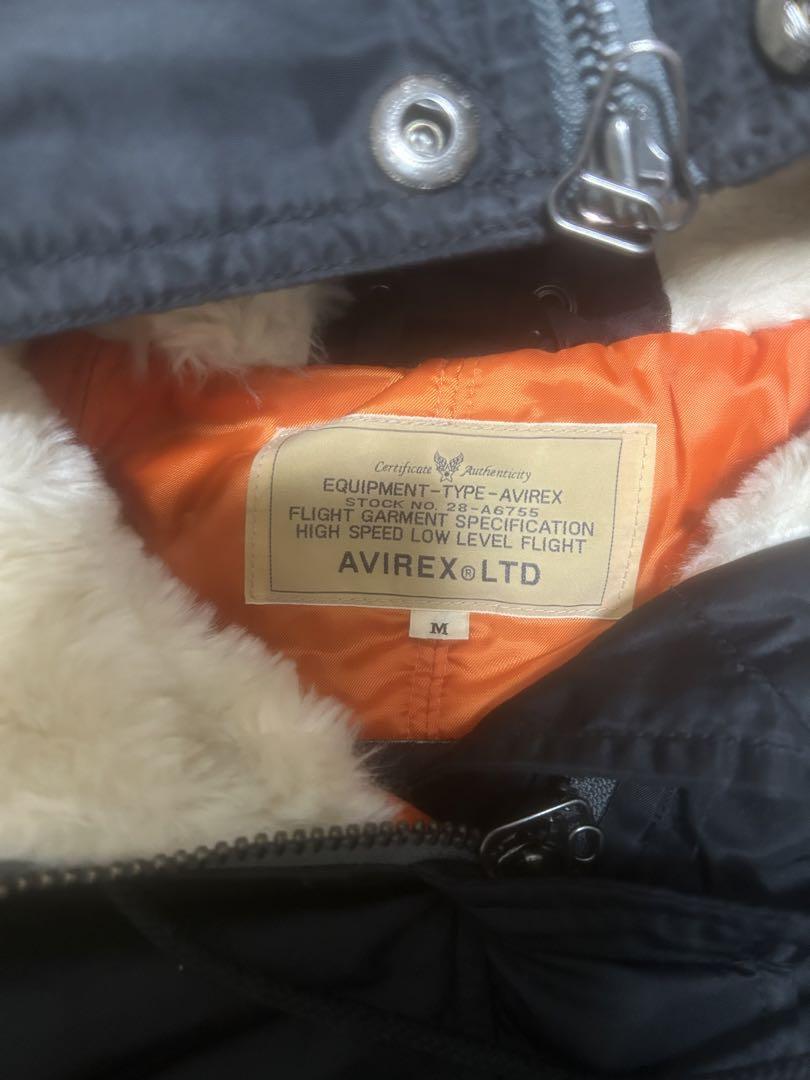 Certificate Authenticity
EQUIPMENT-TYPE-AVIREX
STOCK NO. 28-A6755
FLIGHT GARMENT SPECIFICATION
HIGH SPEED LOW LEVEL FLIGHT
AVIREX® LTD
M